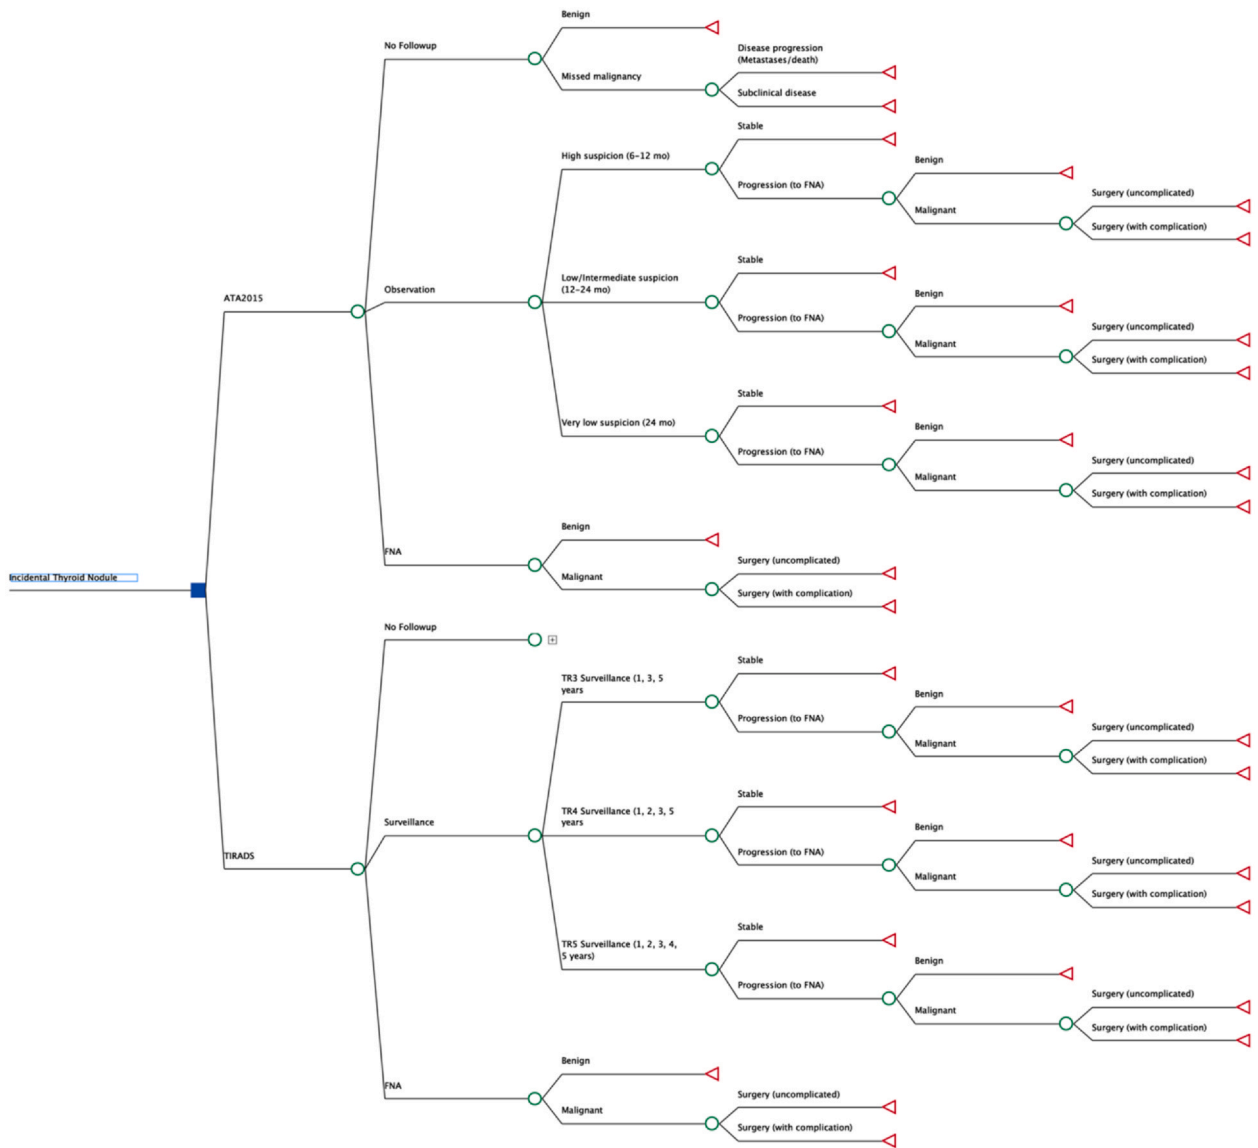 Benign
No Followup
Disease progression
(Metastases/death)
Missed malignancy
Subclinical disease
Stable
High suspicion (6-12 mo)
Benign
Progression (to FNA)
Surgery (uncomplicated)
Malignant
Surgery (with complication)
Stable
Low/Intermediate suspicion
(12-24 mo)
Observation
ATA2015
Benign
Progression (to FNA)
Surgery (uncomplicated)
Malignant
Surgery (with complication)
Stable
Very low suspicion (24 mo)
Benign
Progression (to FNA)
Surgery (uncomplicated)
Malignant
Surgery (with complication)
Benign
FNA
Surgery (uncomplicated)
Malignant
Surgery (with complication)
Incidental Thyroid Nodule
No Followup
Stable
TR3 Surveillance (1, 3, 5
years
Benign
Progression (to FNA)
Surgery (uncomplicated)
Malignant
Surgery (with complication)
Stable
TR4 Surveillance (1, 2, 3, 5
years
Surveillance
Benign
Progression (to FNA)
TIRADS
Surgery (uncomplicated)
Malignant
Surgery (with complication)
Stable
TR5 Surveillance (1, 2, 3, 4,
5 years)
Benign
Progression (to FNA)
Surgery (uncomplicated)
Malignant
Surgery (with complication)
Benign
FNA
Surgery (uncomplicated)
Malignant
Surgery (with complication)